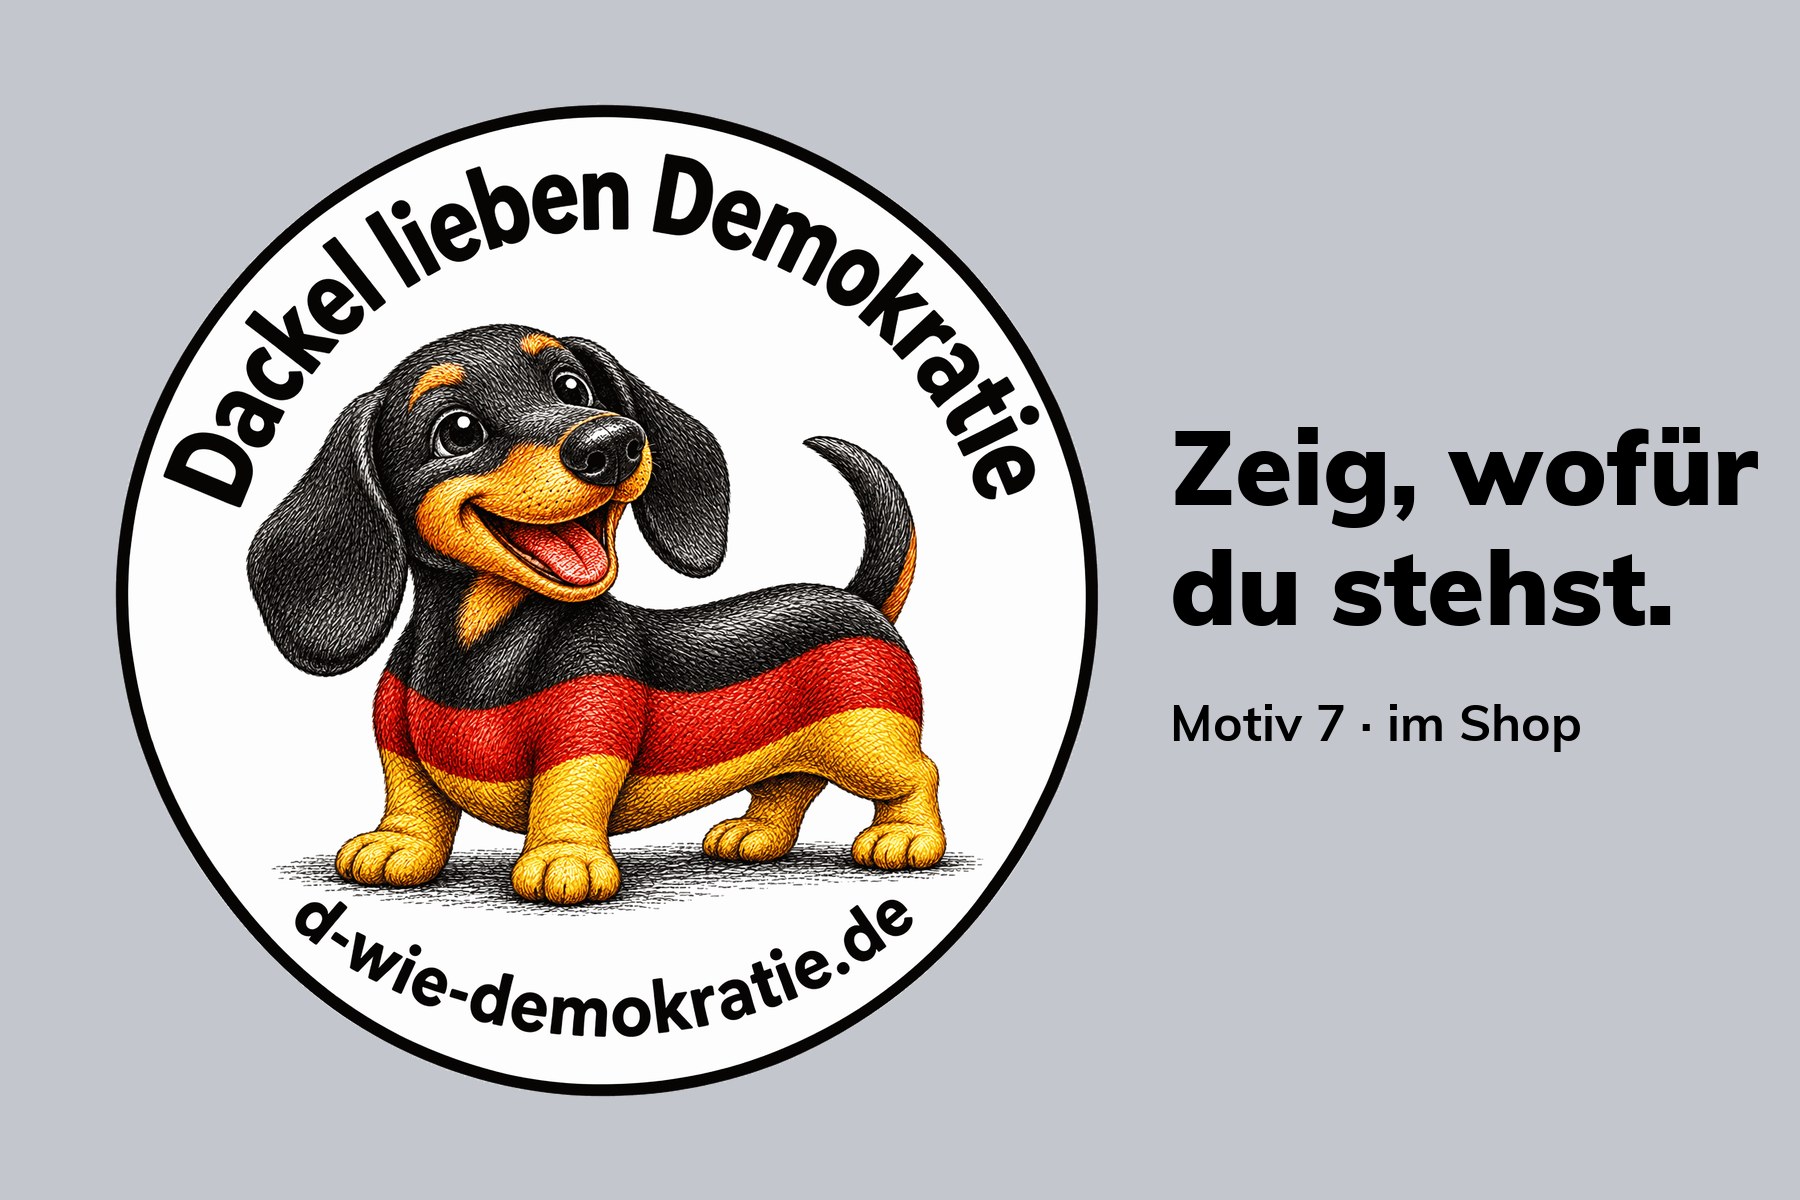 Dackel lieben Demokratie
d-wie-demokratie.de
Zeig, wofür
du stehst.
Motiv 7 · im Shop